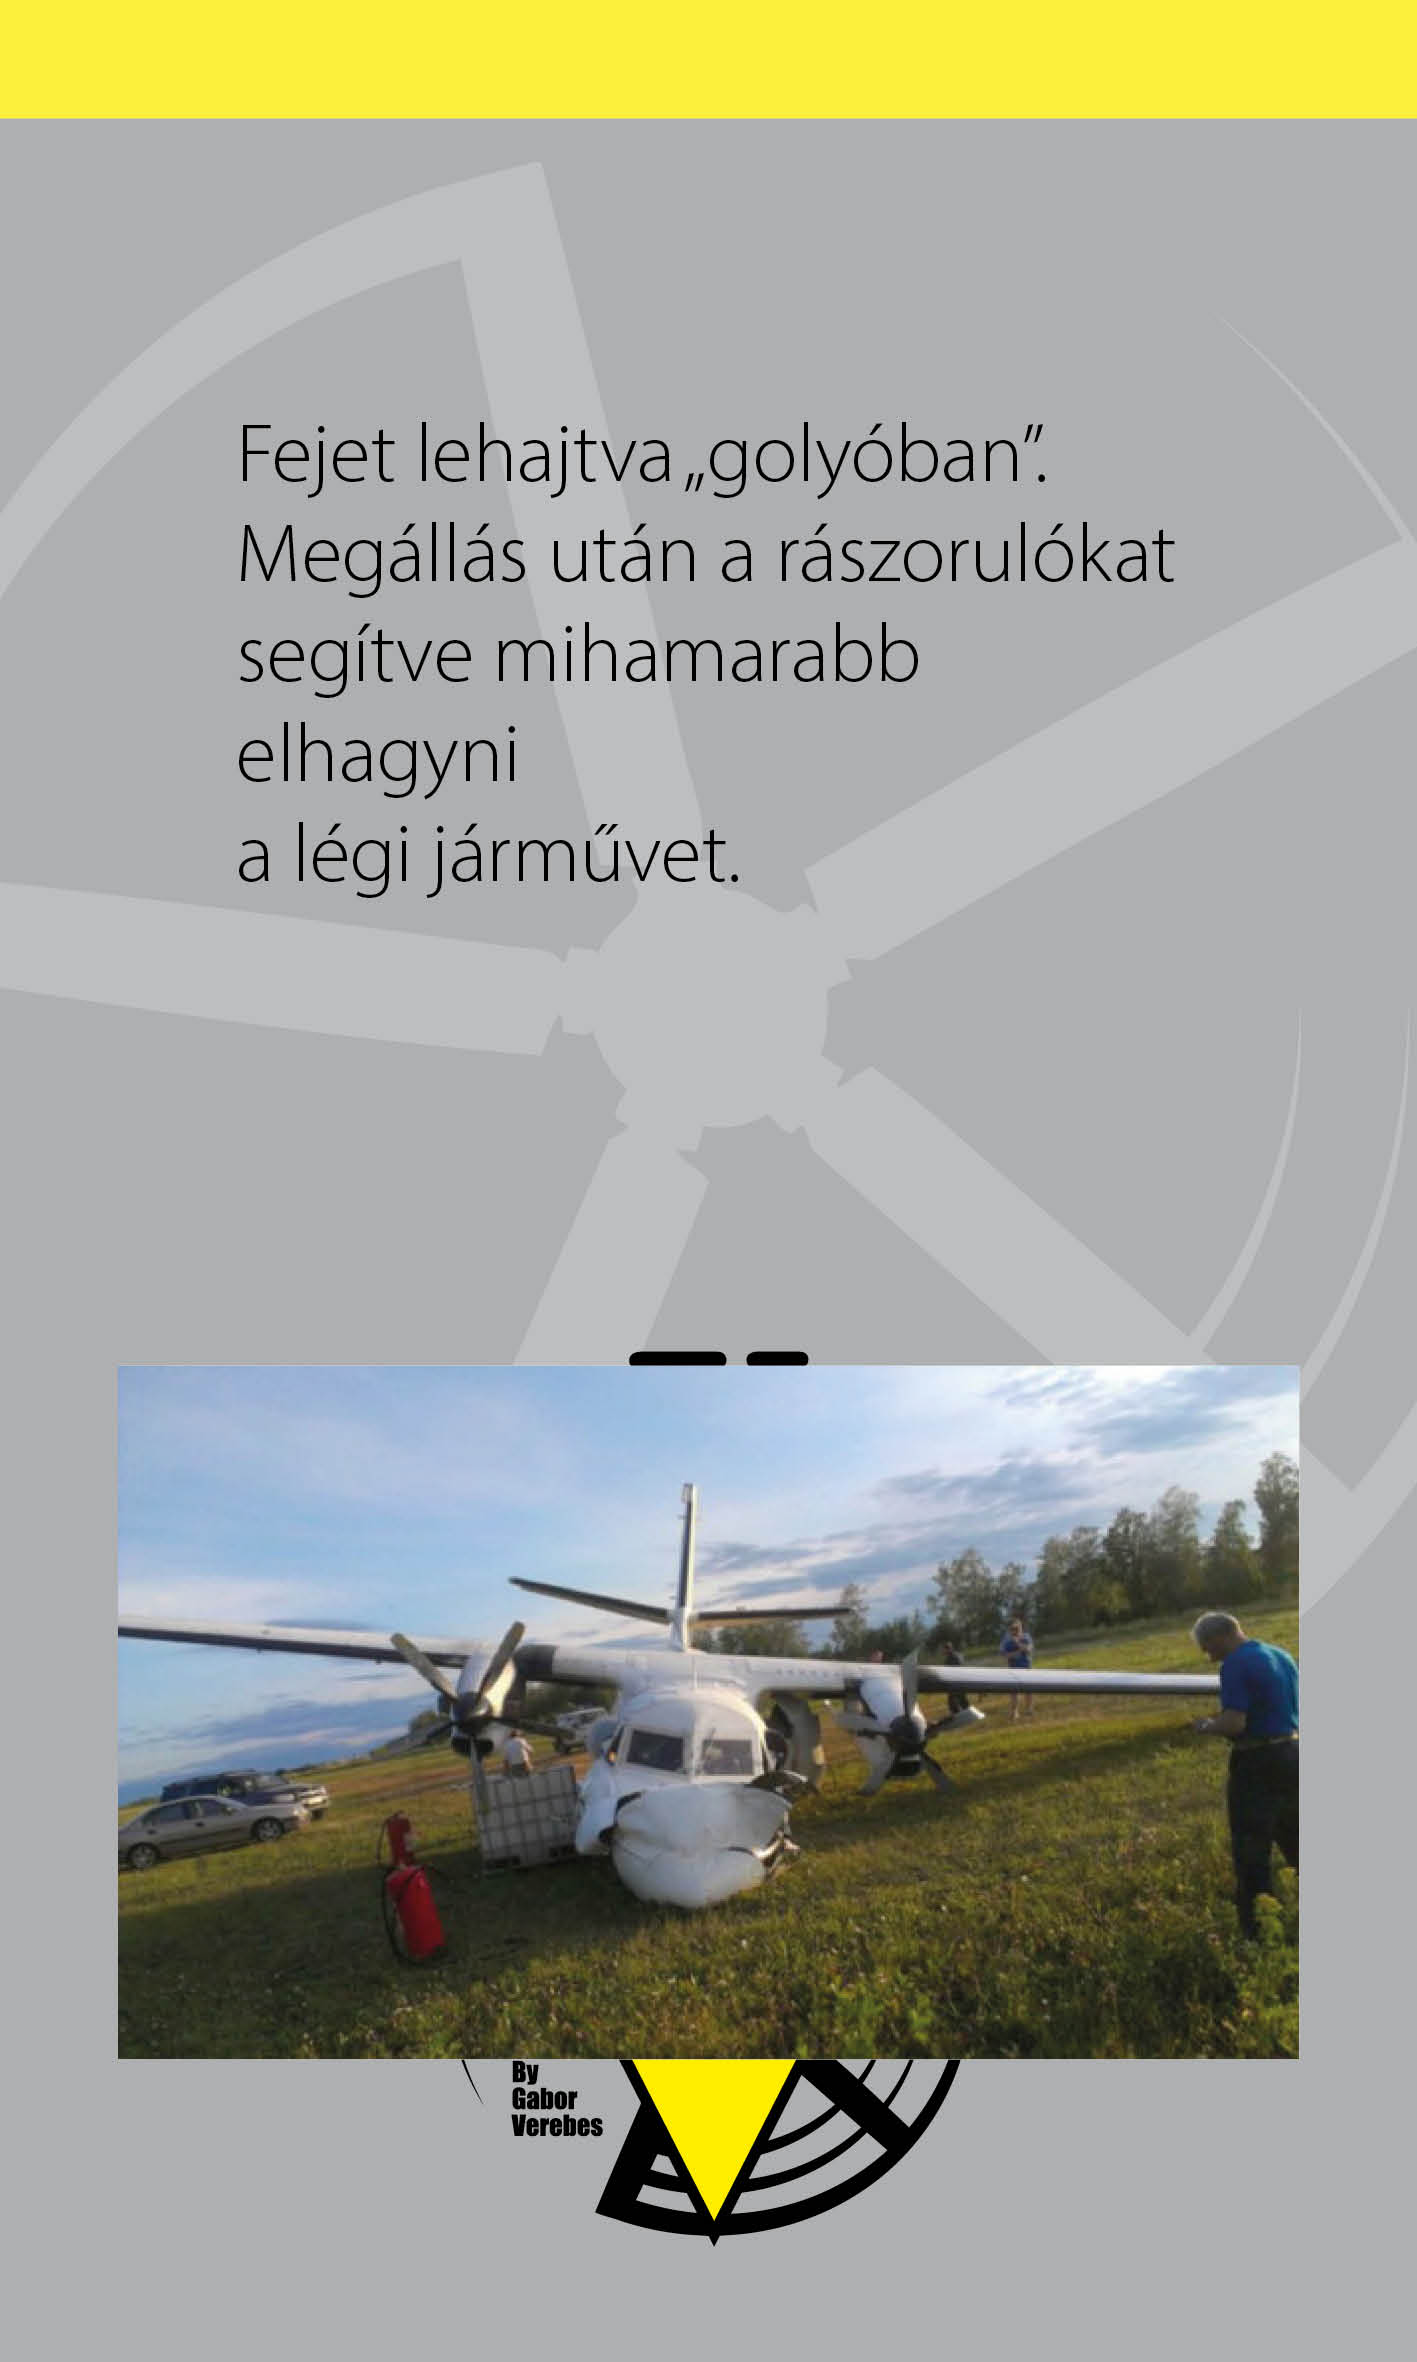 Fejet lehajtva „golyóban”.
Megállás után a rászorulókat
segítve mihamarabb
elhagyni
a légi járművet.
By
Gabor
Verebes